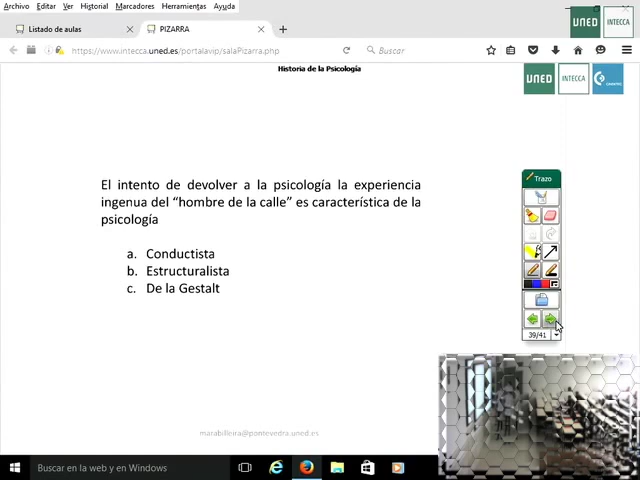 Archivo Editar Ver Historial Marcadores Herramientas Ayuda
Listado de aulas
PIZARRA
https://www.intecca.uned.es/portalavip/salaPizarra.php
Buscar
UNED
INTECCA
Historia de la Psicología
UNED
INTECCA
El intento de devolver a la psicología la experiencia
ingenua del “hombre de la calle” es característica de la
psicología
a. Conductista
b. Estructuralista
c. De la Gestalt
Trazo
39/41
marabilleira@pontevedra.uned.es
Buscar en la web y en Windows